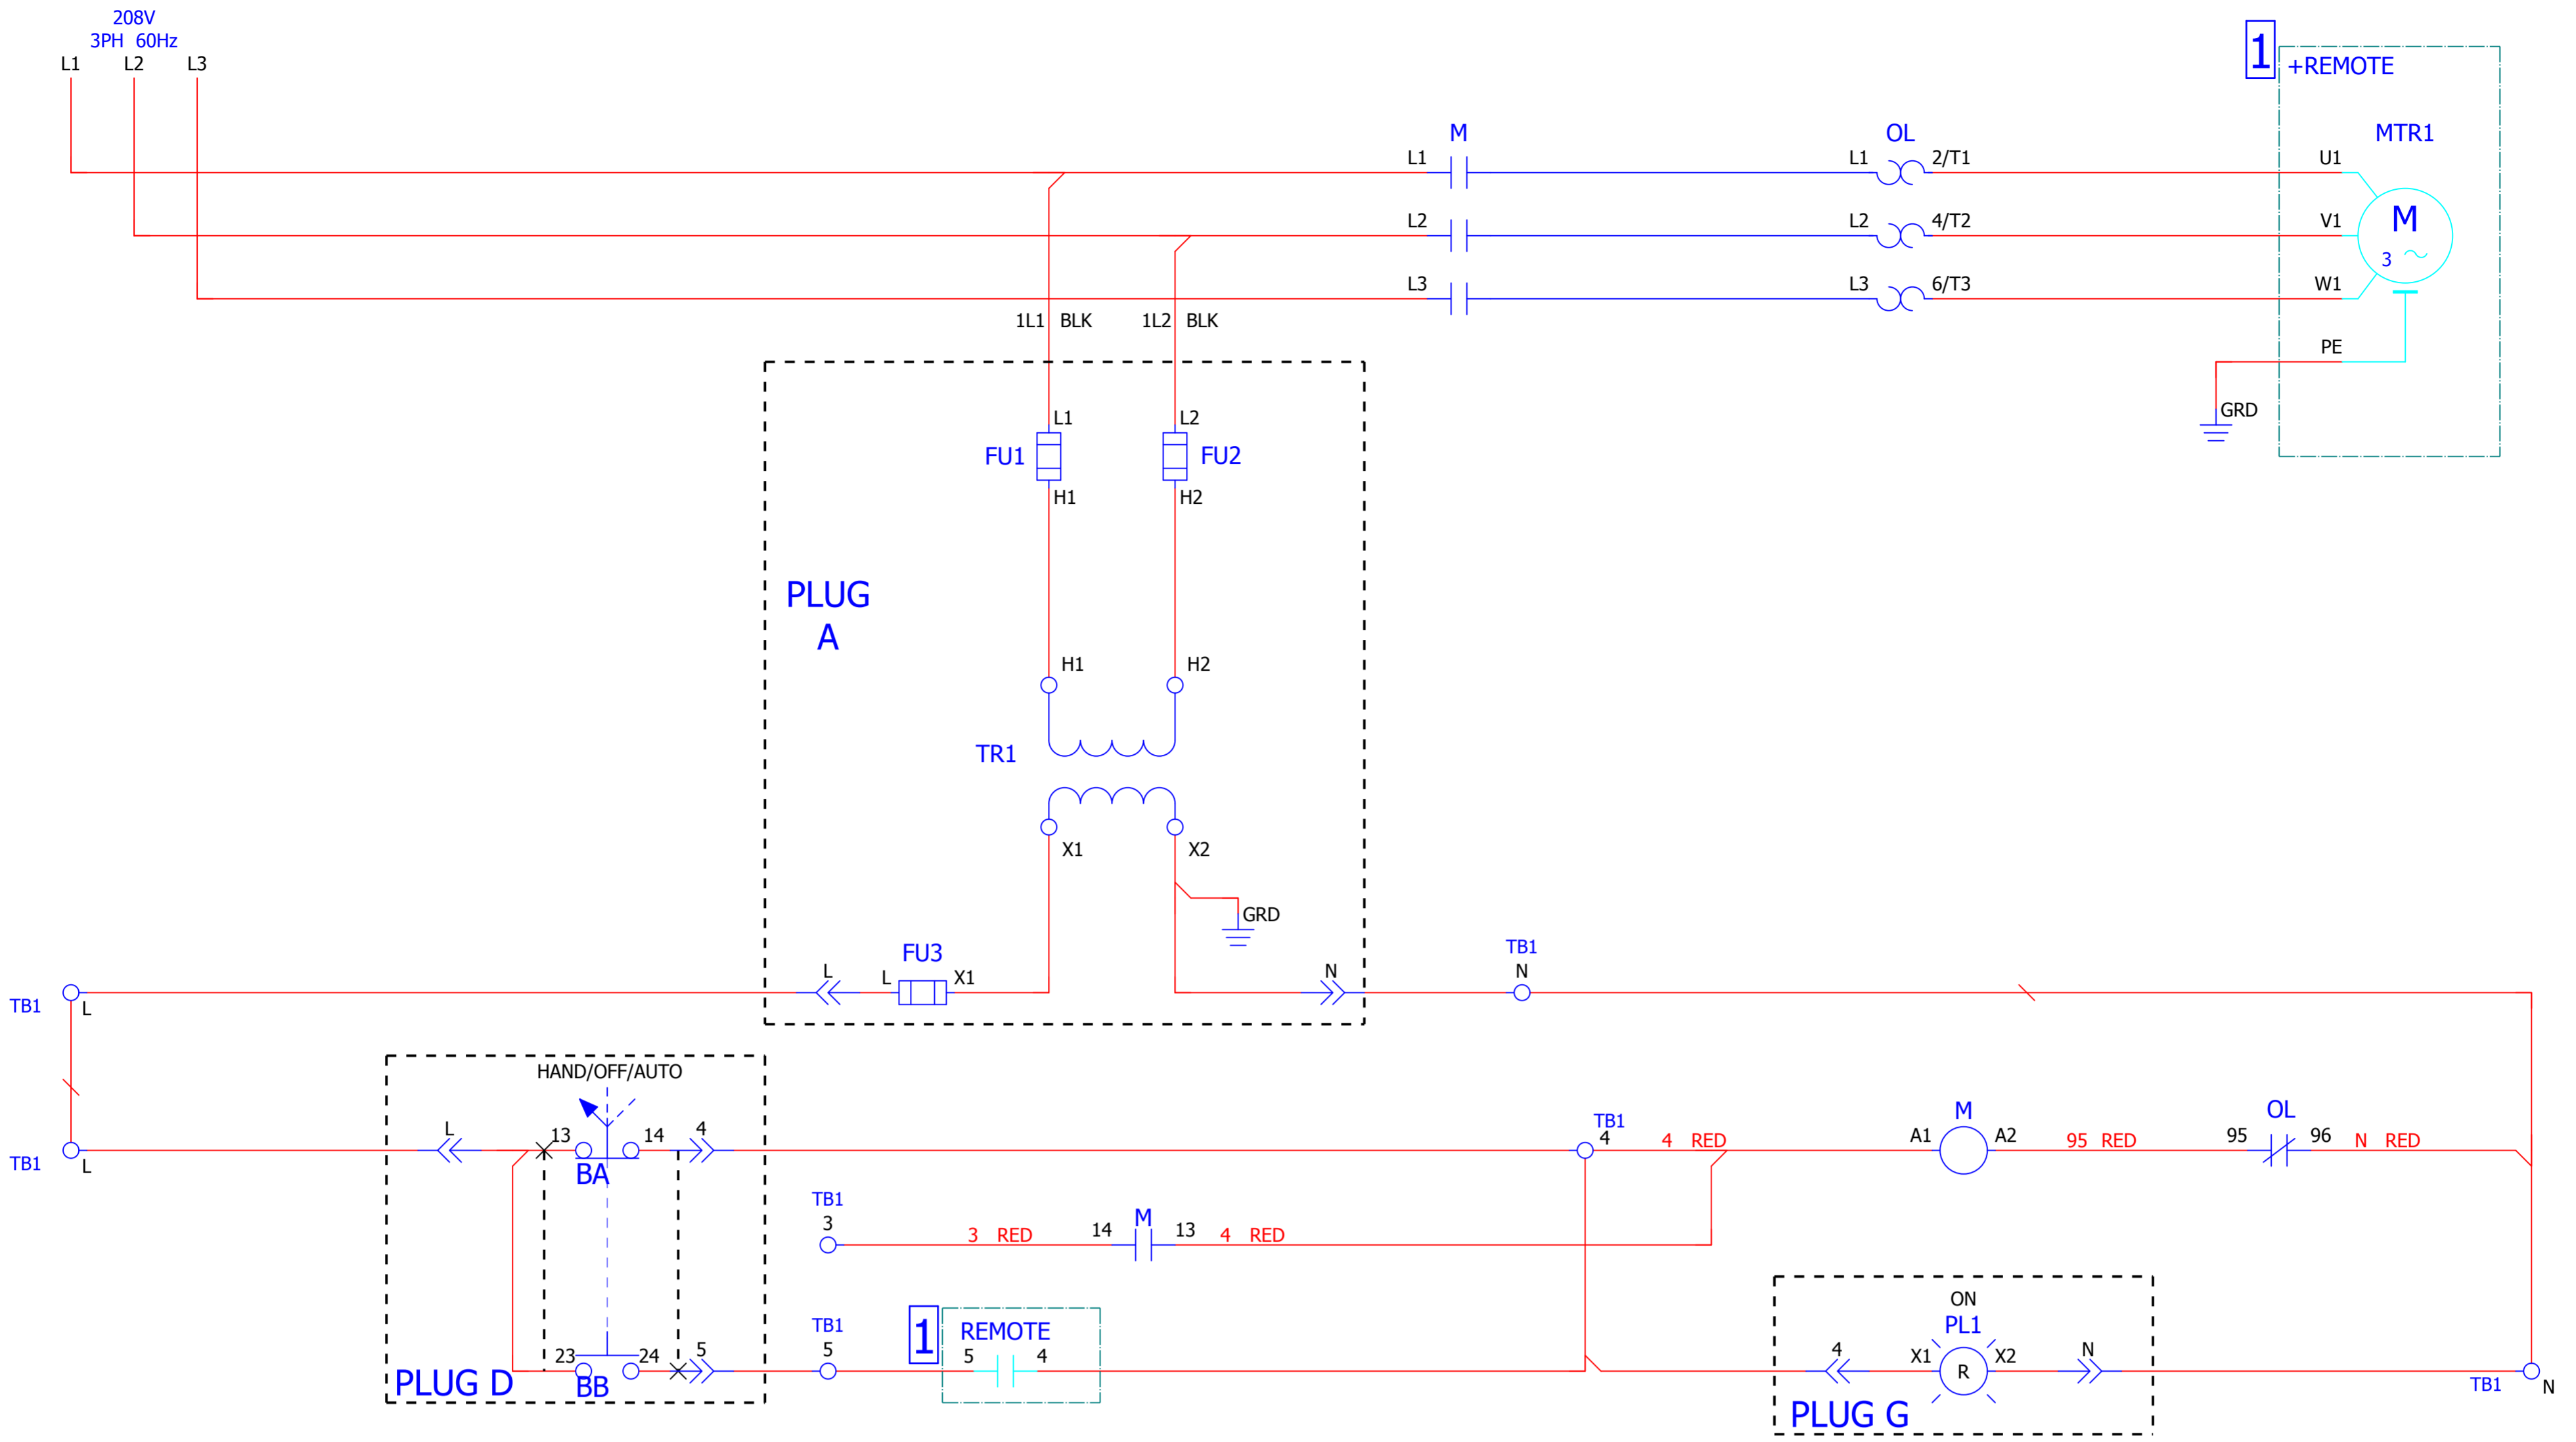 208V
3PH 60Hz
L1 L2 L3
1 +REMOTE
M OL MTR1
L1 L1 2/T1 U1
L2 L2 4/T2 V1
M
3
L3 L3 6/T3 W1
1L1 BLK 1L2 BLK
PE
GRD
L1 L2
FU1 FU2
H1 H2
PLUG
A
H1 H2
TR1
X1 X2
GRD
FU3
L L X1 N
TB1
N
TB1 L
HAND/OFF/AUTO
L 13 14 4
TB1 L
BA
TB1
4
4 RED
M
A1 A2
95 RED
OL
95 96
N RED
TB1
3
3 RED
14 M 13
4 RED
23 24 5
BB
PLUG D
TB1
5
1 REMOTE
5 4
ON
PL1
4 X1 R X2 N
PLUG G
TB1 N